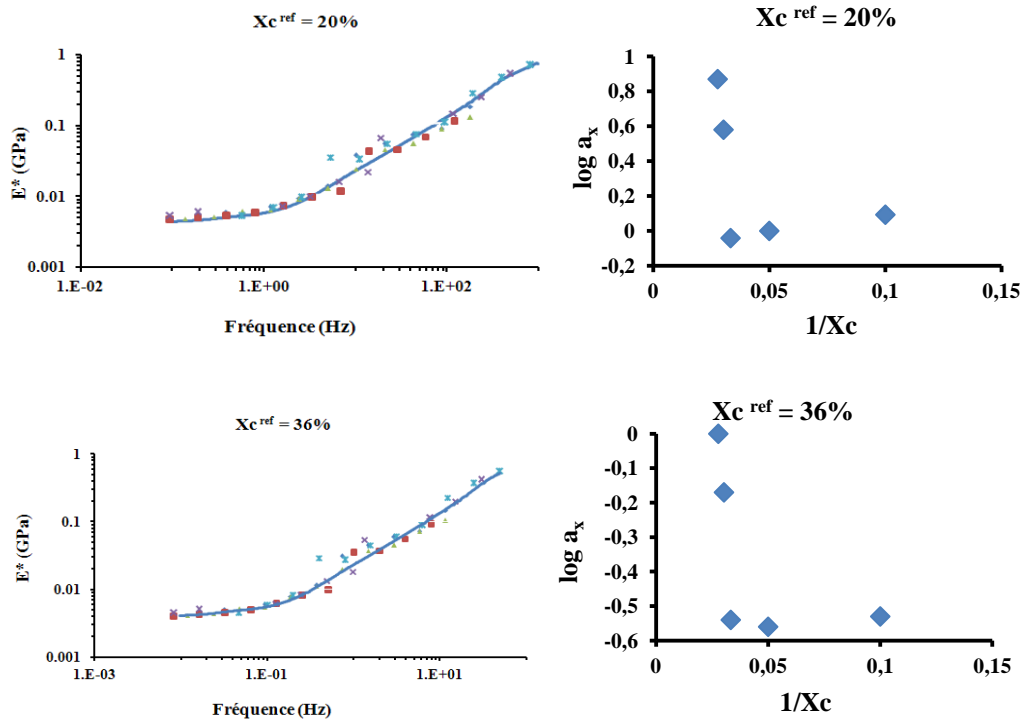 Xc ref = 20%
1
0.1
0.01
0.001
E* (GPa)
1.E-02
1.E+00
1.E+02
Fréquence (Hz)
Xc ref = 20%
1
0,8
0,6
0,4
0,2
0
-0,2
log ax
0
0,05
0,1
0,15
1/Xc
Xc ref = 36%
1
0.1
0.01
0.001
E* (GPa)
1.E-03
1.E-01
1.E+01
Fréquence (Hz)
Xc ref = 36%
0
-0,1
-0,2
-0,3
-0,4
-0,5
-0,6
log ax
0
0,05
0,1
0,15
1/Xc